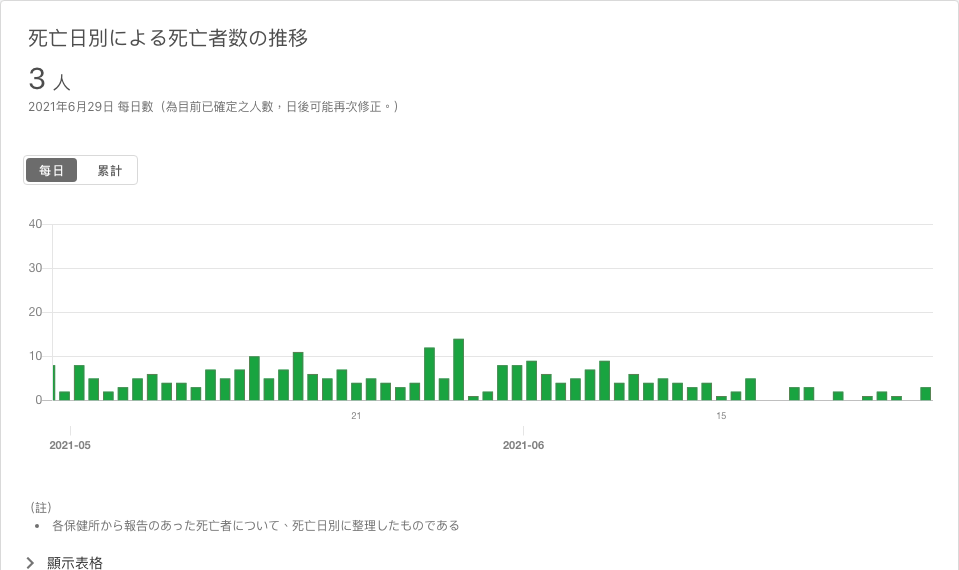 死亡日別による死亡者数の推移
3 人
2021年6月29日 每日數（為目前已確定之人數，日後可能再次修正。）
每日 累計
40
30
20
10
0
21 15
2021-05 2021-06
（註）
• 各保健所から報告のあった死亡者について、死亡日別に整理したものである
顯示表格